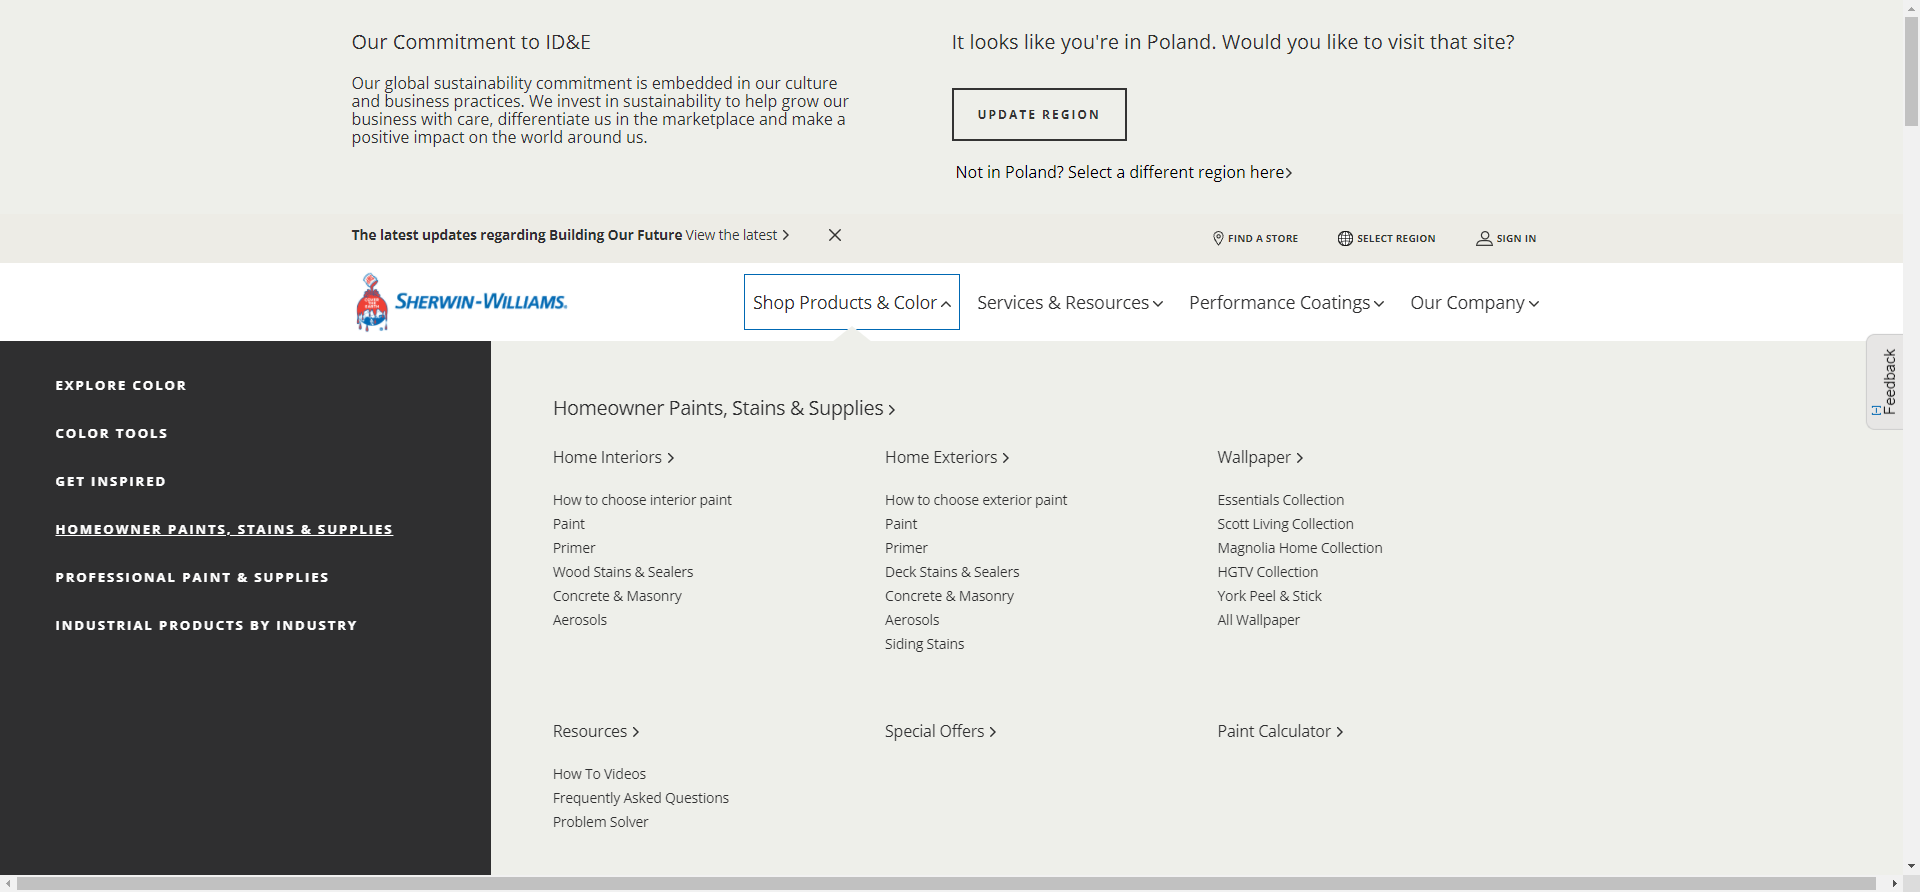 Our Commitment to ID&E
Our global sustainability commitment is embedded in our culture
and business practices. We invest in sustainability to help grow our
business with care, differentiate us in the marketplace and make a
positive impact on the world around us.
It looks like you're in Poland. Would you like to visit that site?
UPDATE REGION
Not in Poland? Select a different region here
The latest updates regarding Building Our Future View the latest
FIND A STORE
SELECT REGION
SIGN IN
SHERWIN-WILLIAMS.
Shop Products & Color
Services & Resources
Performance Coatings
Our Company
Feedback
EXPLORE COLOR
COLOR TOOLS
GET INSPIRED
HOMEOWNER PAINTS, STAINS & SUPPLIES
PROFESSIONAL PAINT & SUPPLIES
INDUSTRIAL PRODUCTS BY INDUSTRY
Homeowner Paints, Stains & Supplies
Home Interiors
How to choose interior paint
Paint
Primer
Wood Stains & Sealers
Concrete & Masonry
Aerosols
Home Exteriors
How to choose exterior paint
Paint
Primer
Deck Stains & Sealers
Concrete & Masonry
Aerosols
Siding Stains
Wallpaper
Essentials Collection
Scott Living Collection
Magnolia Home Collection
HGTV Collection
York Peel & Stick
All Wallpaper
Resources
How To Videos
Frequently Asked Questions
Problem Solver
Special Offers
Paint Calculator